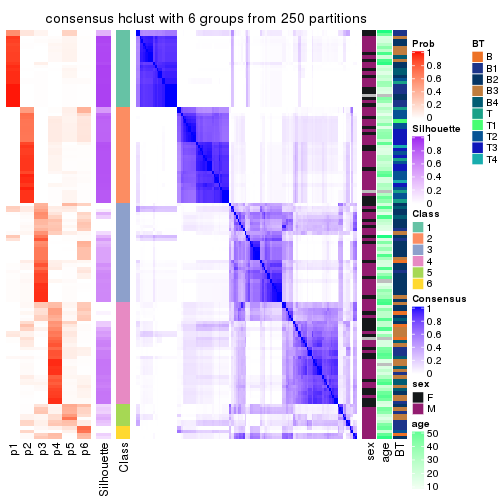 consensus hclust with 6 groups from 250 partitions
p1
p2
p3
p4
p5
p6
Silhouette
Class
sex
age
BT
Prob
1
0.8
0.6
0.4
0.2
0
Silhouette
1
0.8
0.6
0.4
0.2
0
Class
1
2
3
4
5
6
Consensus
1
0.8
0.6
0.4
0.2
0
sex
F
M
age
50
40
30
20
10
BT
B
B1
B2
B3
B4
T
T1
T2
T3
T4